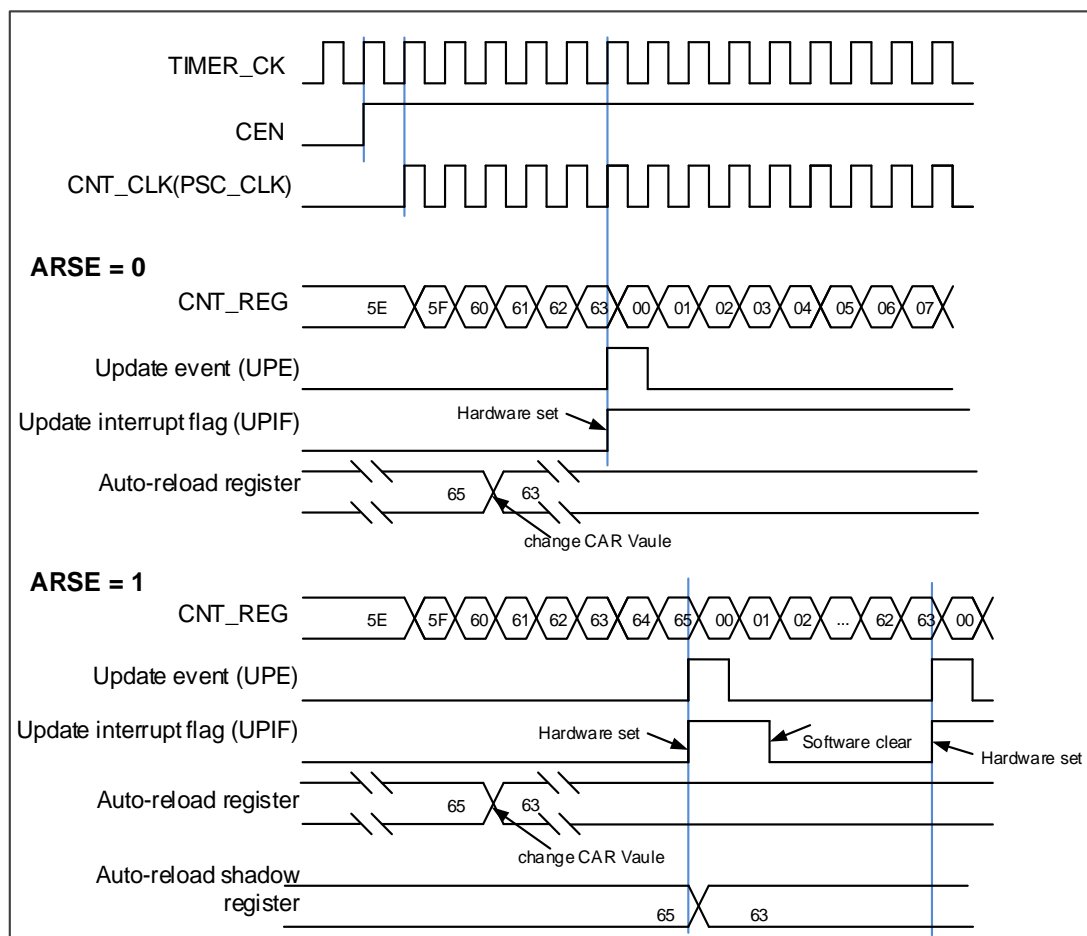 TIMER_CK
CEN
CNT_CLK(PSC_CLK)
ARSE = 0
CNT_REG
5E 5F 60 61 62 63 00 01 02 03 04 05 06 07
Update event (UPE)
Hardware set
Update interrupt flag (UPIF)
Auto-reload register
65 63
change CAR Vaule
ARSE = 1
CNT_REG
5E 5F 60 61 62 63 64 65 00 01 02 ... 62 63 00
Update event (UPE)
Update interrupt flag (UPIF)
Hardware set
Software clear
Hardware set
Auto-reload register
65 63
change CAR Vaule
Auto-reload shadow
register
65 63